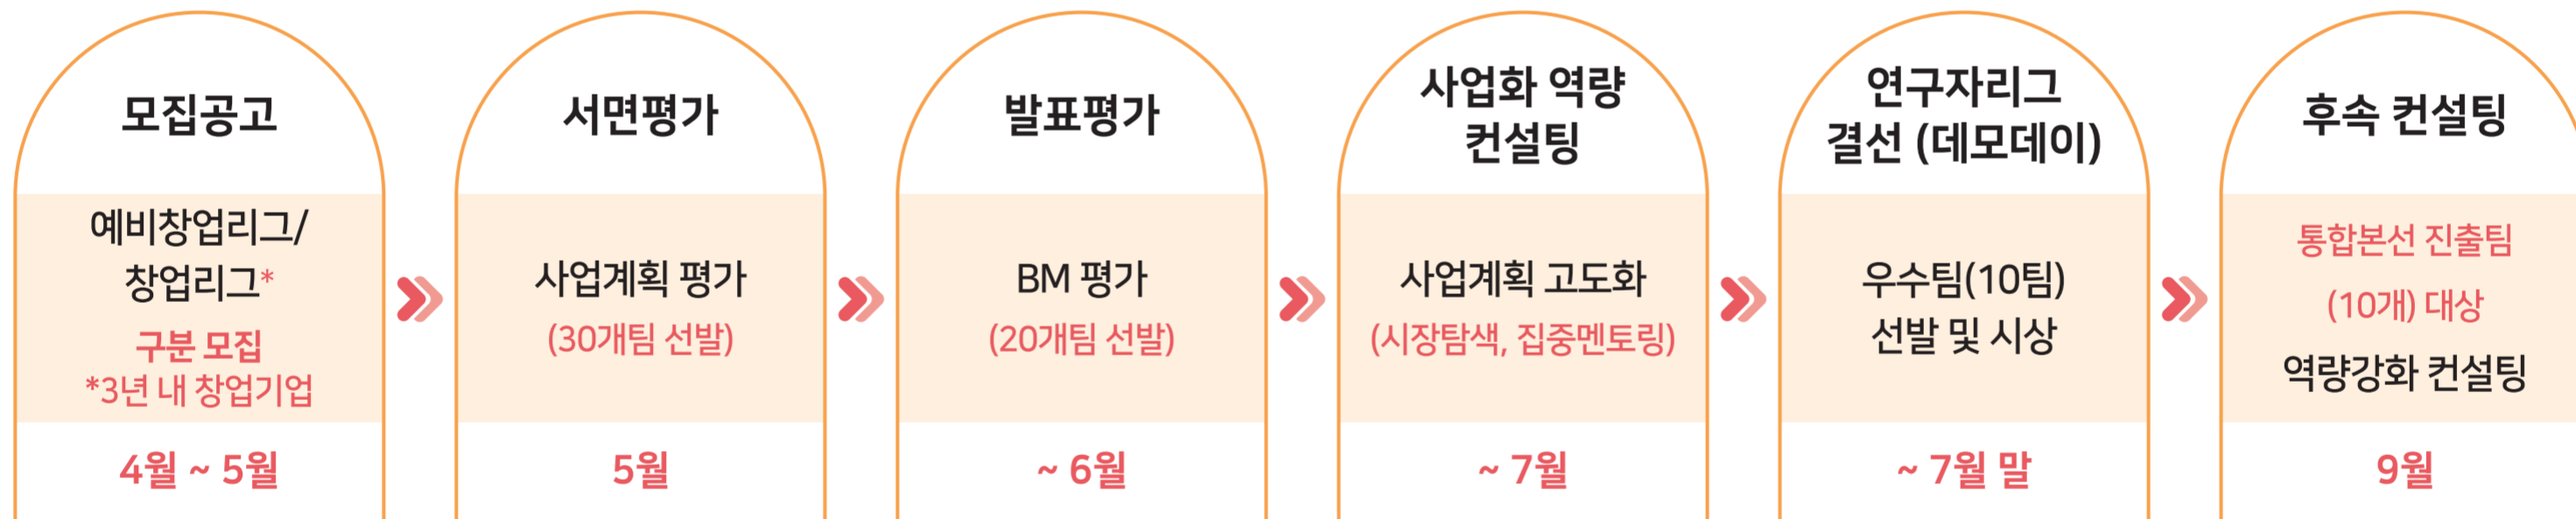 모집공고
예비창업리그/
창업리그*
구분 모집
*3년 내 창업기업
4월 ~ 5월
서면평가
사업계획 평가
(30개팀 선발)
5월
발표평가
BM 평가
(20개팀 선발)
~ 6월
사업화 역량
컨설팅
사업계획 고도화
(시장탐색, 집중멘토링)
~ 7월
연구자리그
결선 (데모데이)
우수팀(10팀)
선발 및 시상
~ 7월 말
후속 컨설팅
통합본선 진출팀
(10개) 대상
역량강화 컨설팅
9월